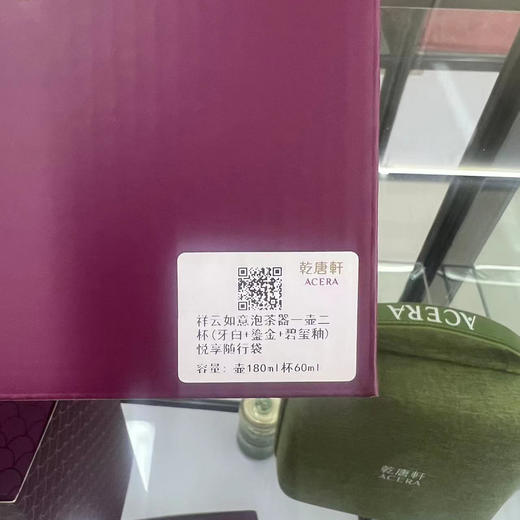 乾唐軒
ACERA
祥云如意泡茶器一壶二
杯(牙白+鎏金+碧玺釉)
悦享随行袋
容量: 壶180ml杯60ml
ACERA
乾唐軒
ACERA